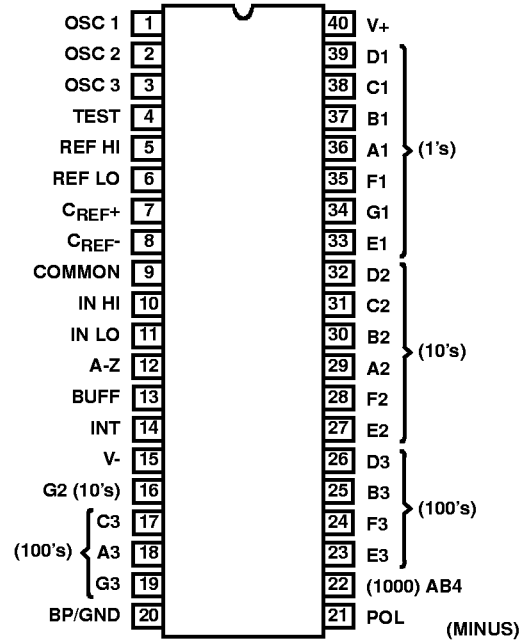 OSC 1 1 40 V+
OSC 2 2 39 D1
OSC 3 3 38 C1
TEST 4 37 B1
REF HI 5 36 A1 (1's)
REF LO 6 35 F1
CREF+ 7 34 G1
CREF- 8 33 E1
COMMON 9 32 D2
IN HI 10 31 C2
IN LO 11 30 B2
A-Z 12 29 A2 (10's)
BUFF 13 28 F2
INT 14 27 E2
V- 15 26 D3
G2 (10's) 16 25 B3 (100's)
C3 17 24 F3
(100's) A3 18 23 E3
G3 19 22 (1000) AB4
BP/GND 20 21 POL
(MINUS)